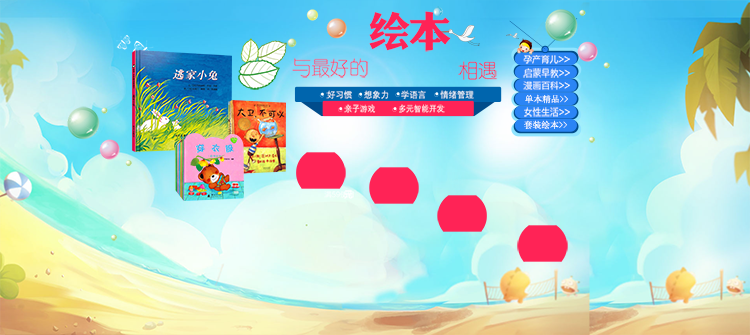 绘本
与最好的 相遇
•好习惯 •想象力 •学语言 •情绪管理
•亲子游戏 •多元智能开发
孕产育儿>>
启蒙早教>>
漫画百科>>
单本精品>>
女性生活>>
套装绘本>>
逃家小兔
大卫,不可以